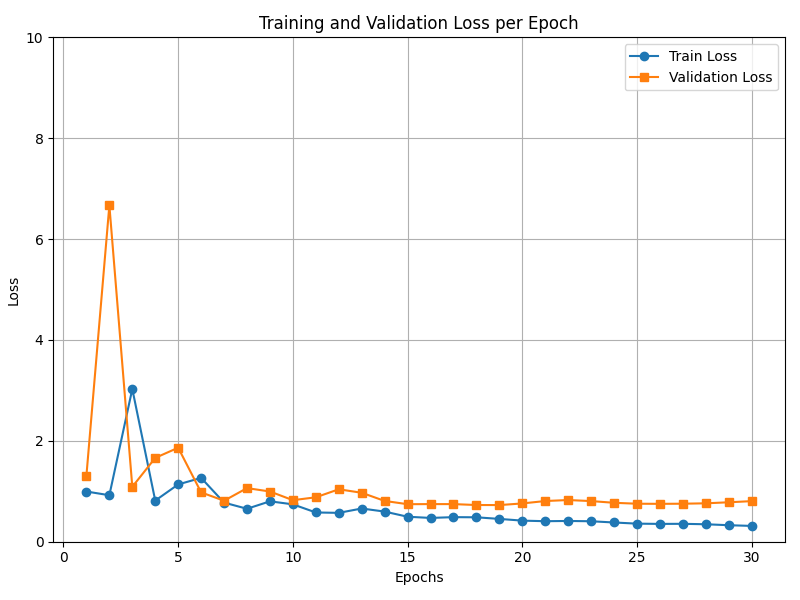 Training and Validation Loss per Epoch
Train Loss
Validation Loss
10
8
6
4
2
0
Loss
0 5 10 15 20 25 30
Epochs